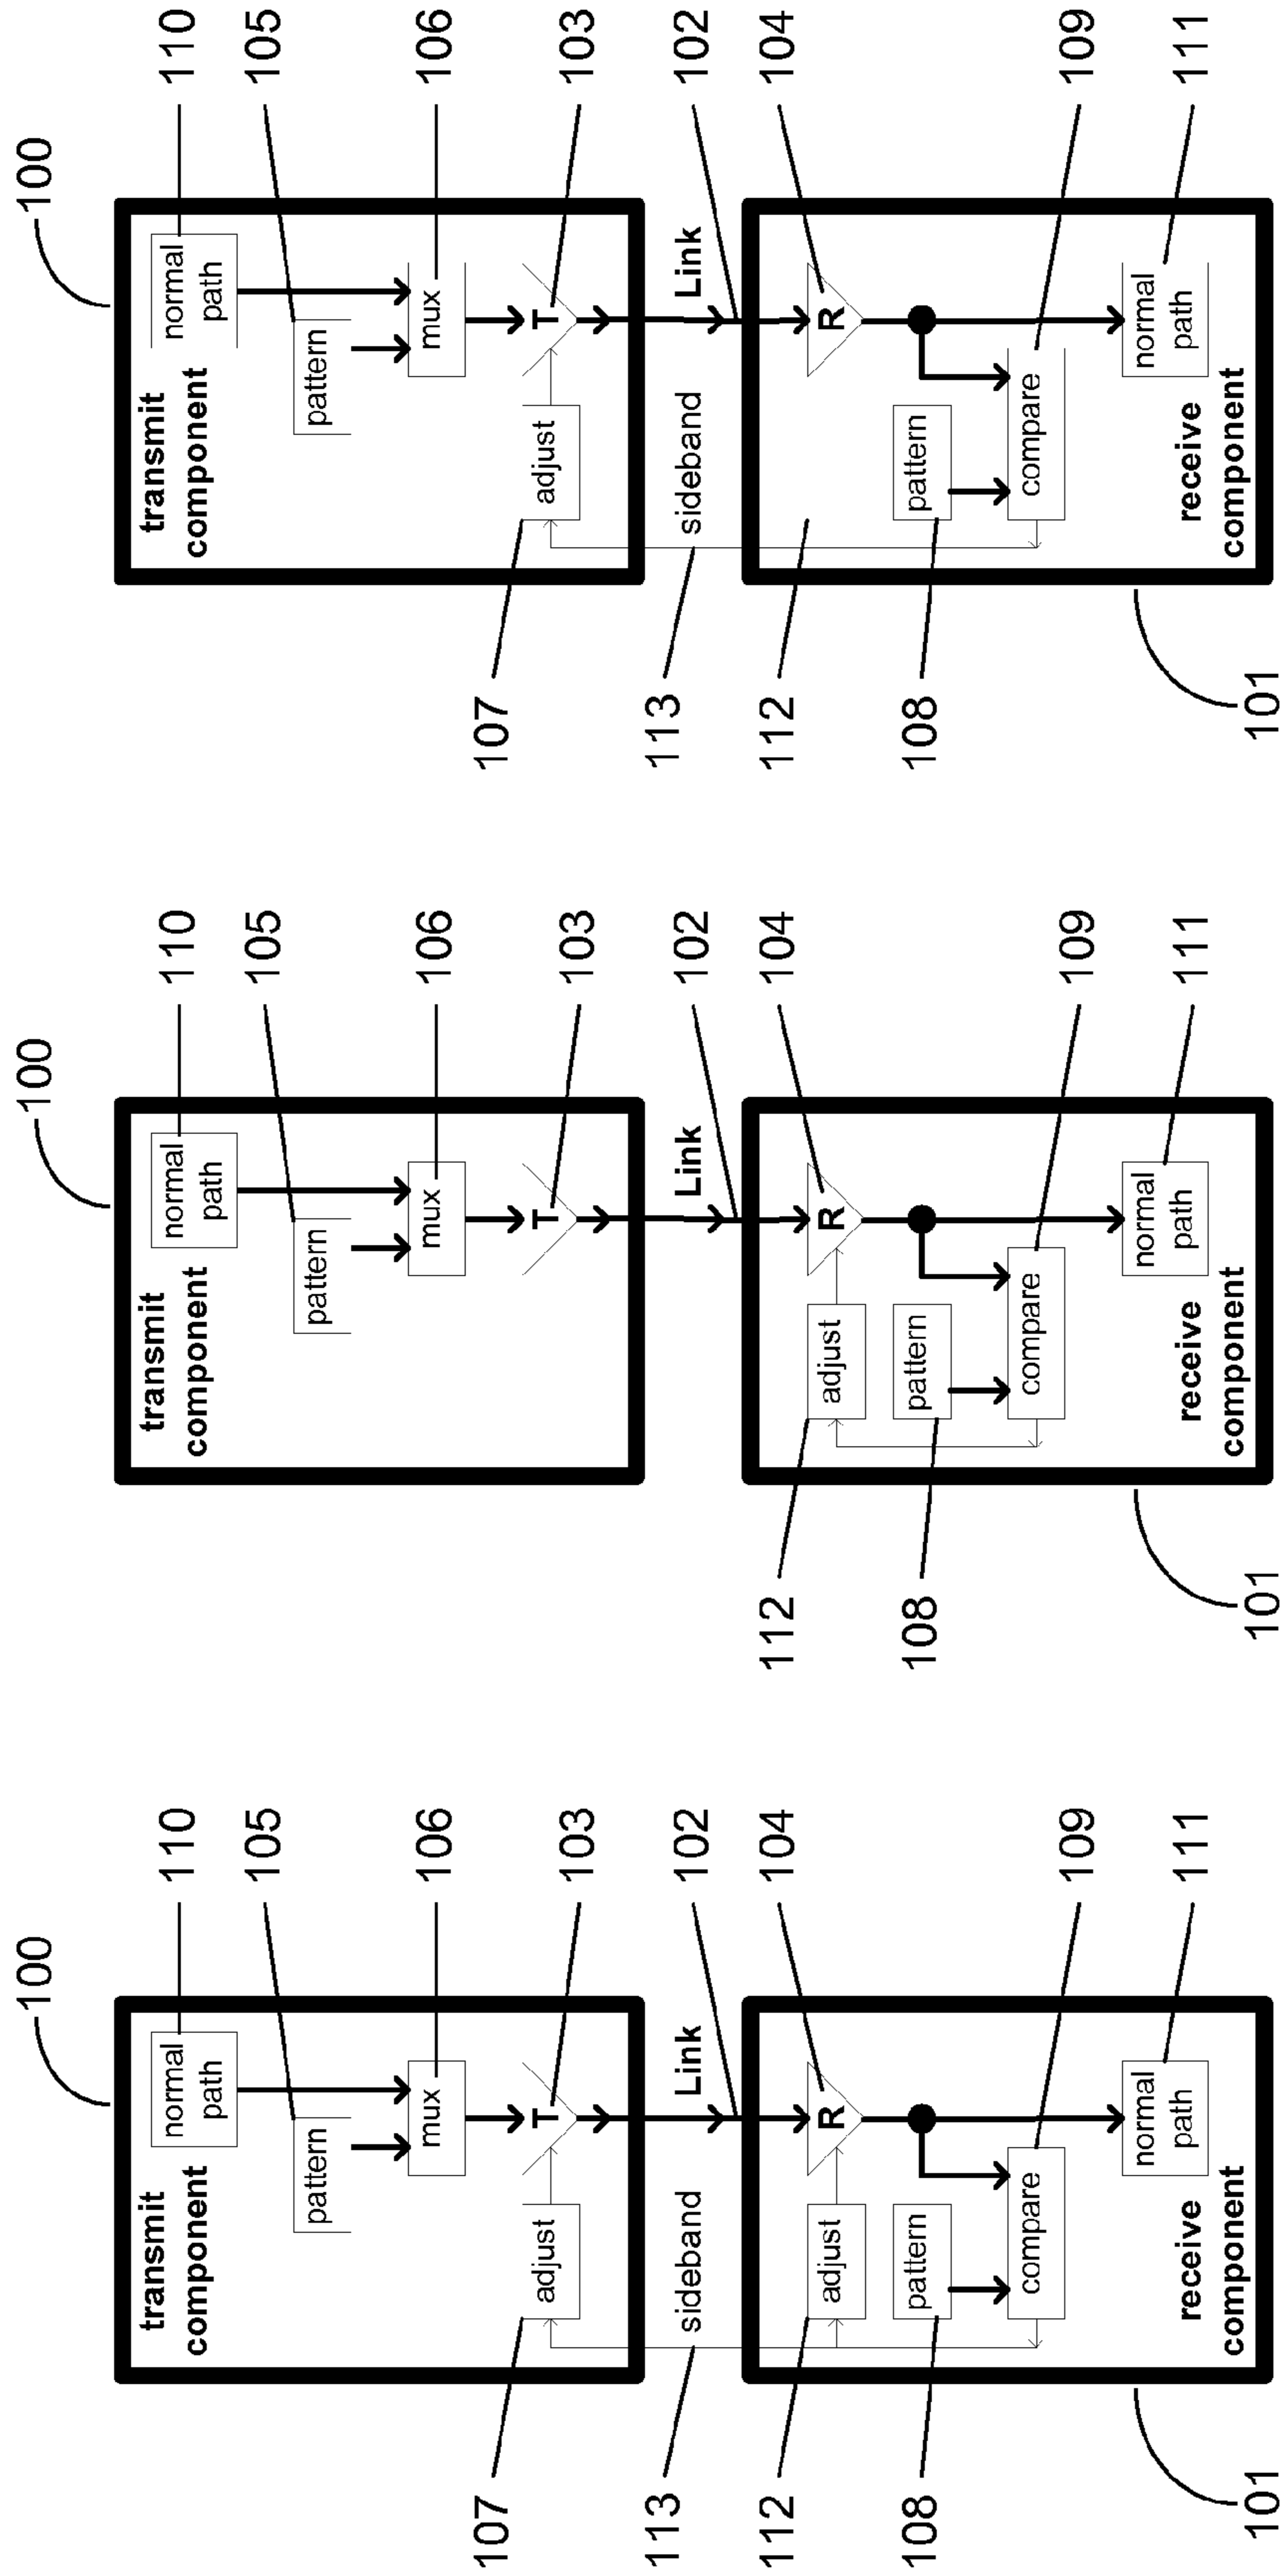 100
transmit
component
normal
path
110
pattern
105
mux
106
107
adjust
T
103
113
sideband
Link
102
112
adjust
R
104
108
pattern
compare
109
normal
path
111
receive
component
101
100
transmit
component
normal
path
110
pattern
105
mux
106
T
103
Link
102
112
adjust
R
104
108
pattern
compare
109
normal
path
111
receive
component
101
100
transmit
component
normal
path
110
pattern
105
mux
106
107
adjust
T
103
113
sideband
Link
102
112
R
104
108
pattern
compare
109
normal
path
111
receive
component
101